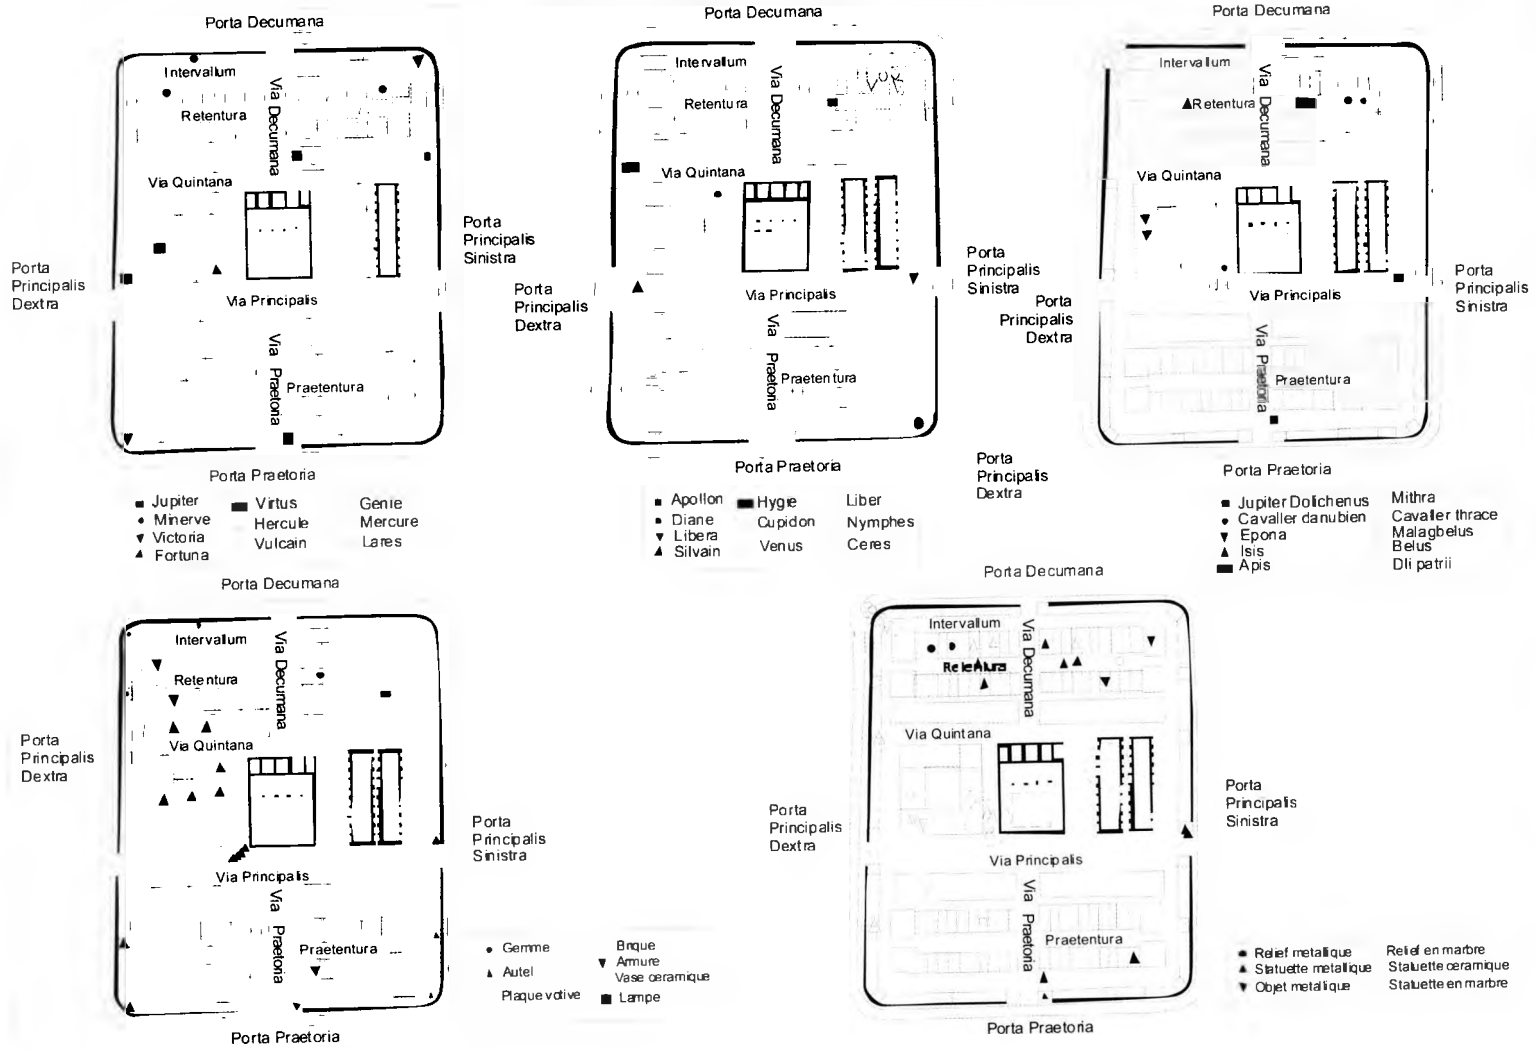 Porta Decumana
Intervallum
Via Decumana
Retentura
Via Quintana
Porta
Principalis
Sinistra
Porta
Principalis
Dextra
Via Principalis
Via Praetoria
Praetentura
Porta Praetoria
Jupiter
Minerve
Victoria
Fortuna
Virtus
Hercule
Vulcain
Genie
Mercure
Lares
Porta Decumana
Intervallum
Via Decumana
Retentura
Via Quintana
Porta
Principalis
Sinistra
Porta
Principalis
Dextra
Via Principalis
Via Praetoria
Praetentura
Porta Praetoria
Apollon
Diane
Libera
Silvain
Hygie
Cupidon
Venus
Liber
Nymphes
Ceres
Porta Decumana
Intervallum
Via Decumana
Retentura
Via Quintana
Porta
Principalis
Dextra
Porta
Principalis
Sinistra
Via Principalis
Via Praetoria
Praetentura
Porta
Principalis
Dextra
Porta Praetoria
Jupiter Dolichenus
Cavalier danubien
Epona
Isis
Apis
Mithra
Cavalier thrace
Malagbelus
Belus
DIi patrii
Porta Decumana
Intervallum
Via Decumana
Retentura
Via Quintana
Porta
Principalis
Dextra
Porta
Principalis
Sinistra
Via Principalis
Via Praetoria
Praetentura
Porta Praetoria
Gemme
Autel
Plaque votive
Brique
Armure
Vase ceramique
Lampe
Porta Decumana
Intervallum
Via Decumana
Retentura
Via Quintana
Porta
Principalis
Dextra
Porta
Principalis
Sinistra
Via Principalis
Via Praetoria
Praetentura
Porta Praetoria
Relief metallique
Statuette metallique
Objet metallique
Relief en marbre
Statuette ceramique
Statuette en marbre